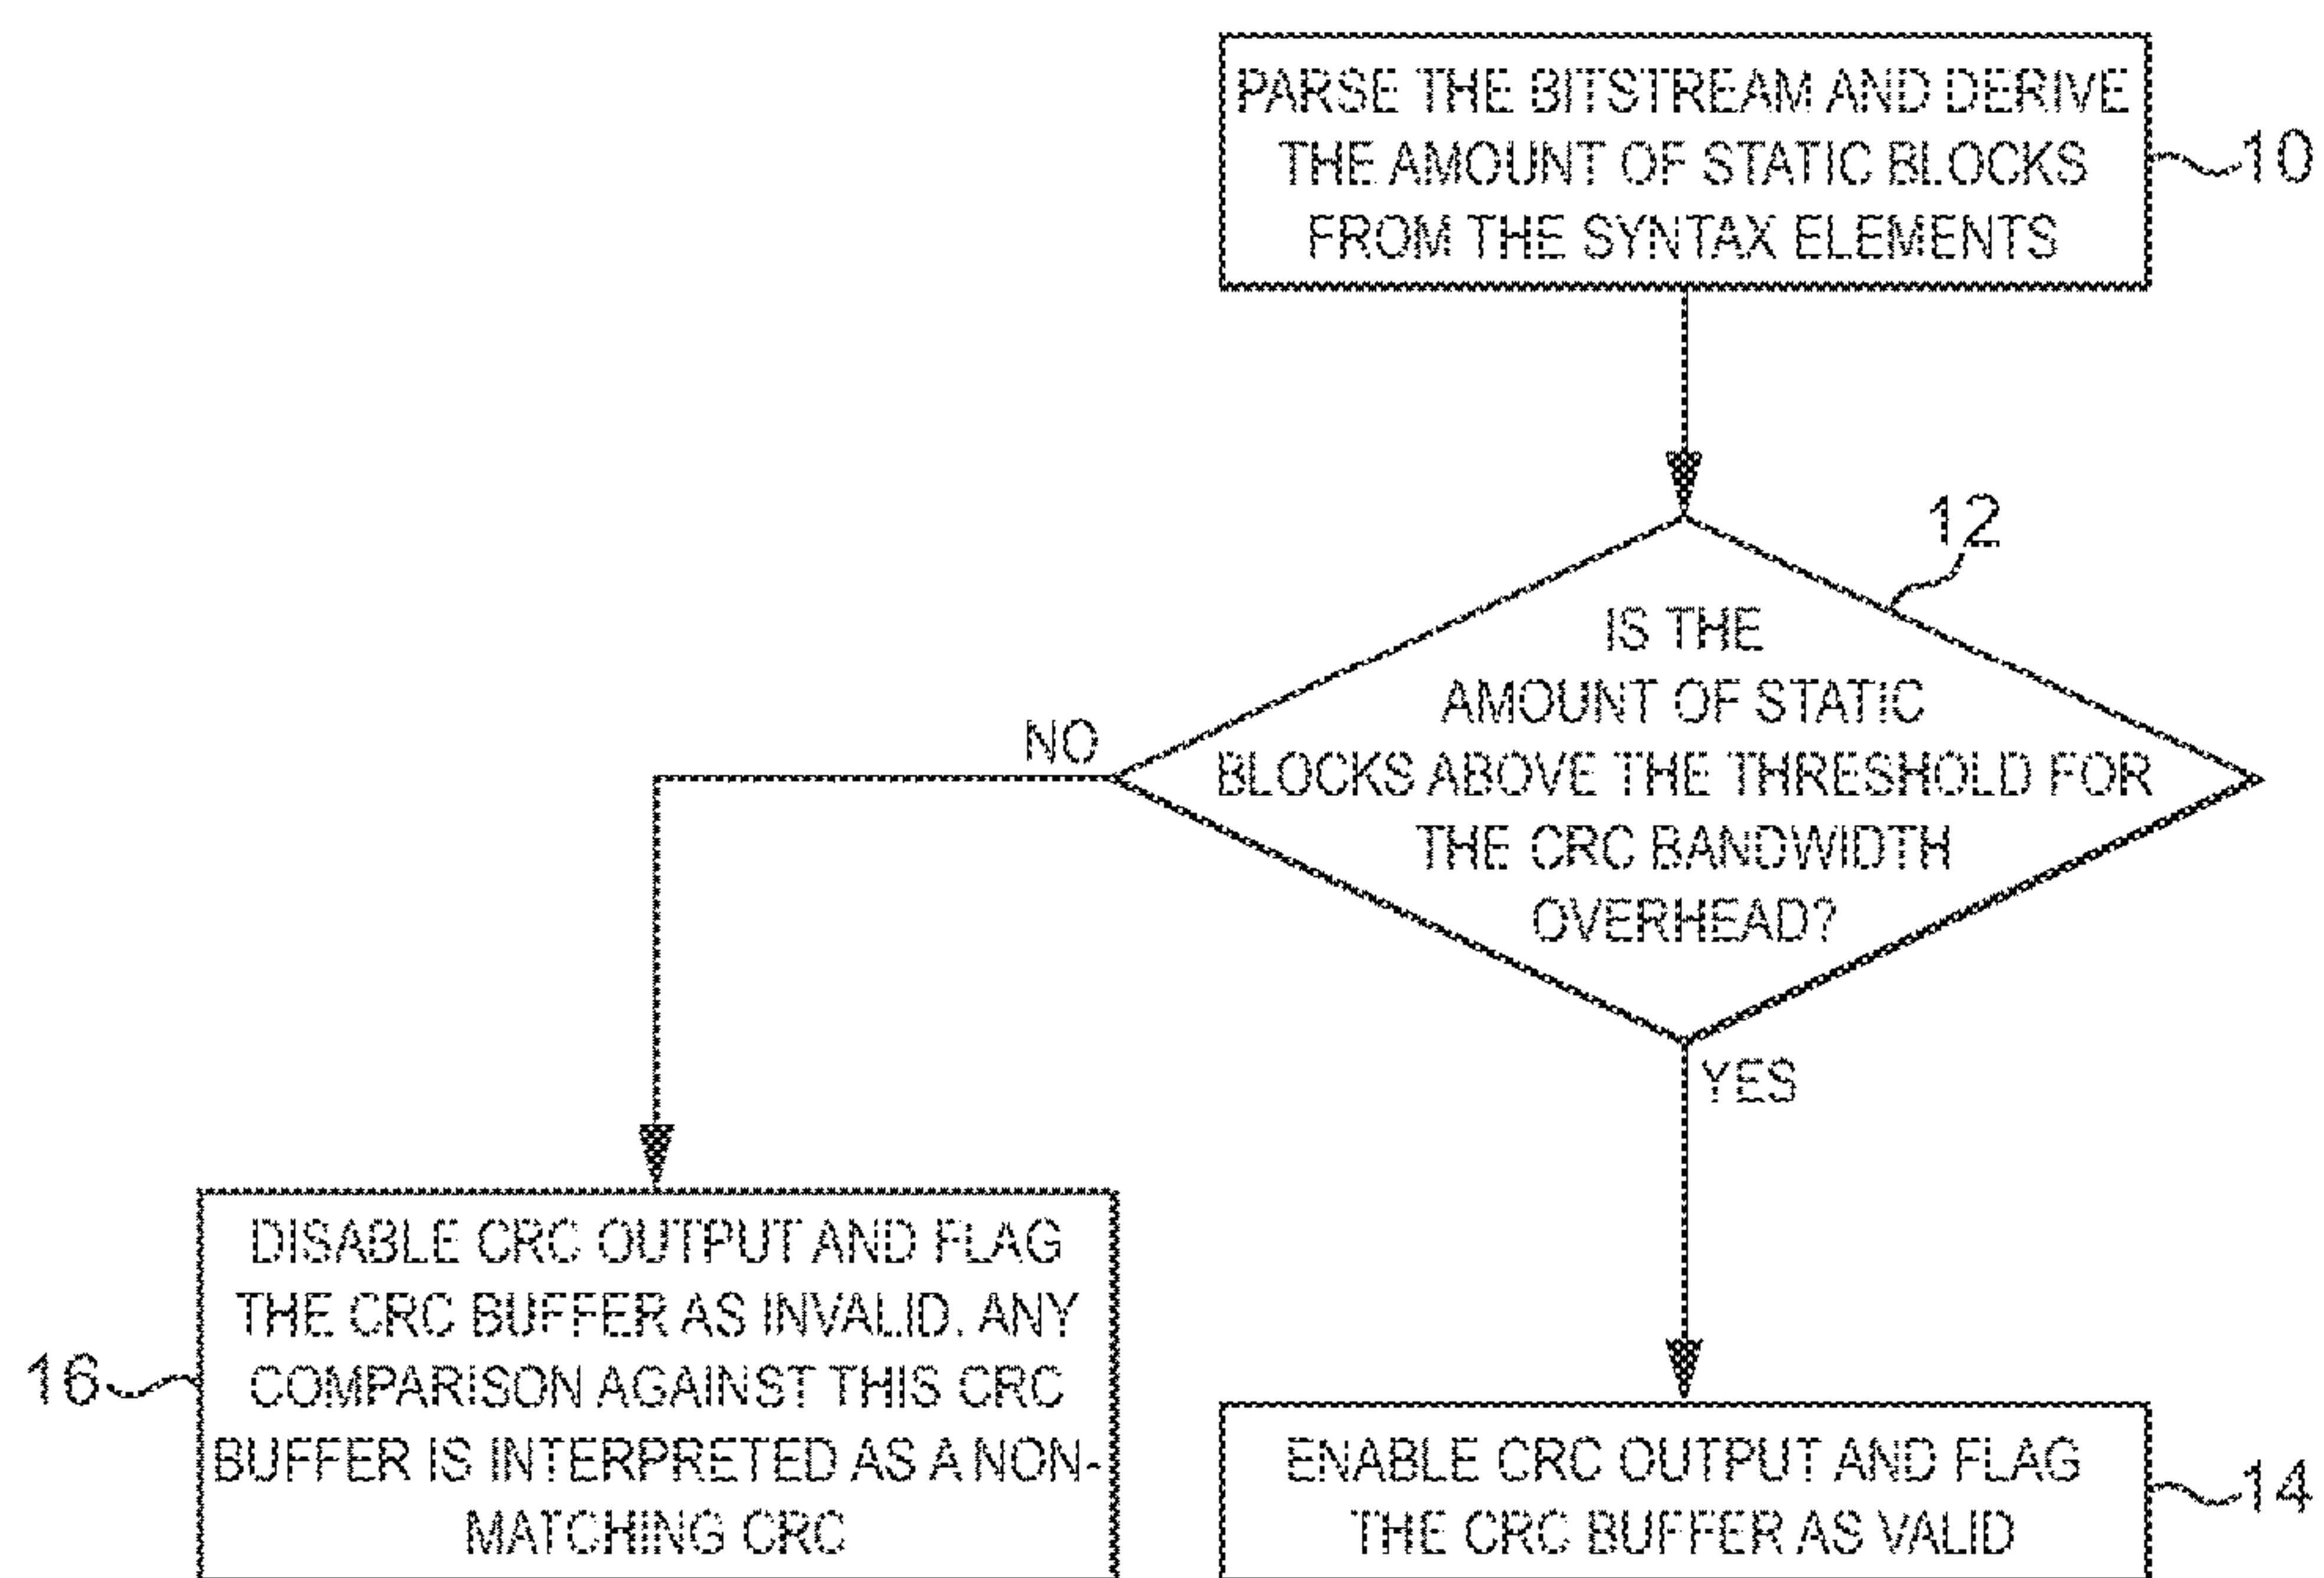 PARSE THE BITSTREAM AND DERIVE
THE AMOUNT OF STATIC BLOCKS
FROM THE SYNTAX ELEMENTS
10
12
IS THE
AMOUNT OF STATIC
BLOCKS ABOVE THE THRESHOLD FOR
THE CRC BANDWIDTH
OVERHEAD?
NO
YES
DISABLE CRC OUTPUT AND FLAG
THE CRC BUFFER AS INVALID. ANY
COMPARISON AGAINST THIS CRC
BUFFER IS INTERPRETED AS A NON-
MATCHING CRC
16
ENABLE CRC OUTPUT AND FLAG
THE CRC BUFFER AS VALID
14